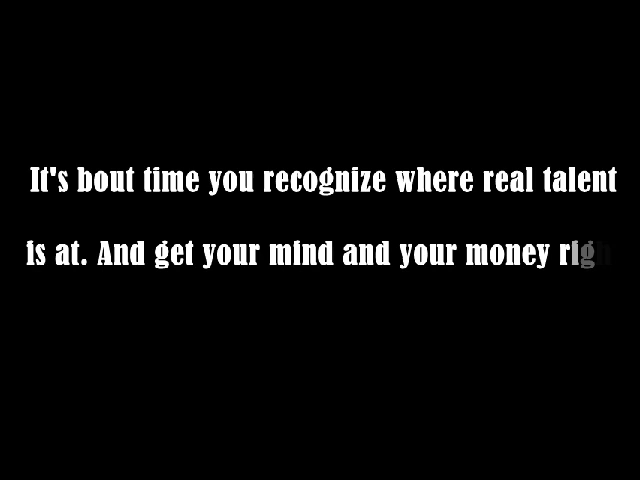 It's bout time you recognize where real talent
is at. And get your mind and your money righ